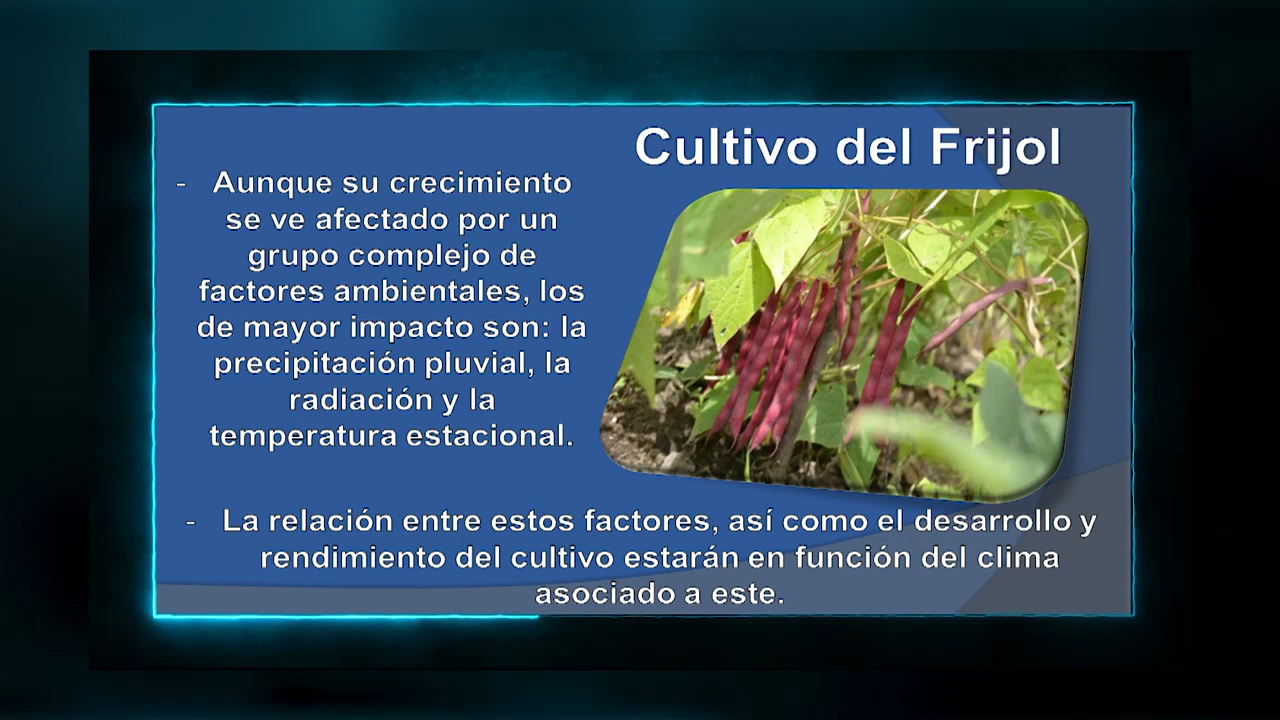 Cultivo del Frijol
- Aunque su crecimiento
se ve afectado por un
grupo complejo de
factores ambientales, los
de mayor impacto son: la
precipitación pluvial, la
radiación y la
temperatura estacional.
- La relación entre estos factores, así como el desarrollo y
rendimiento del cultivo estarán en función del clima
asociado a este.